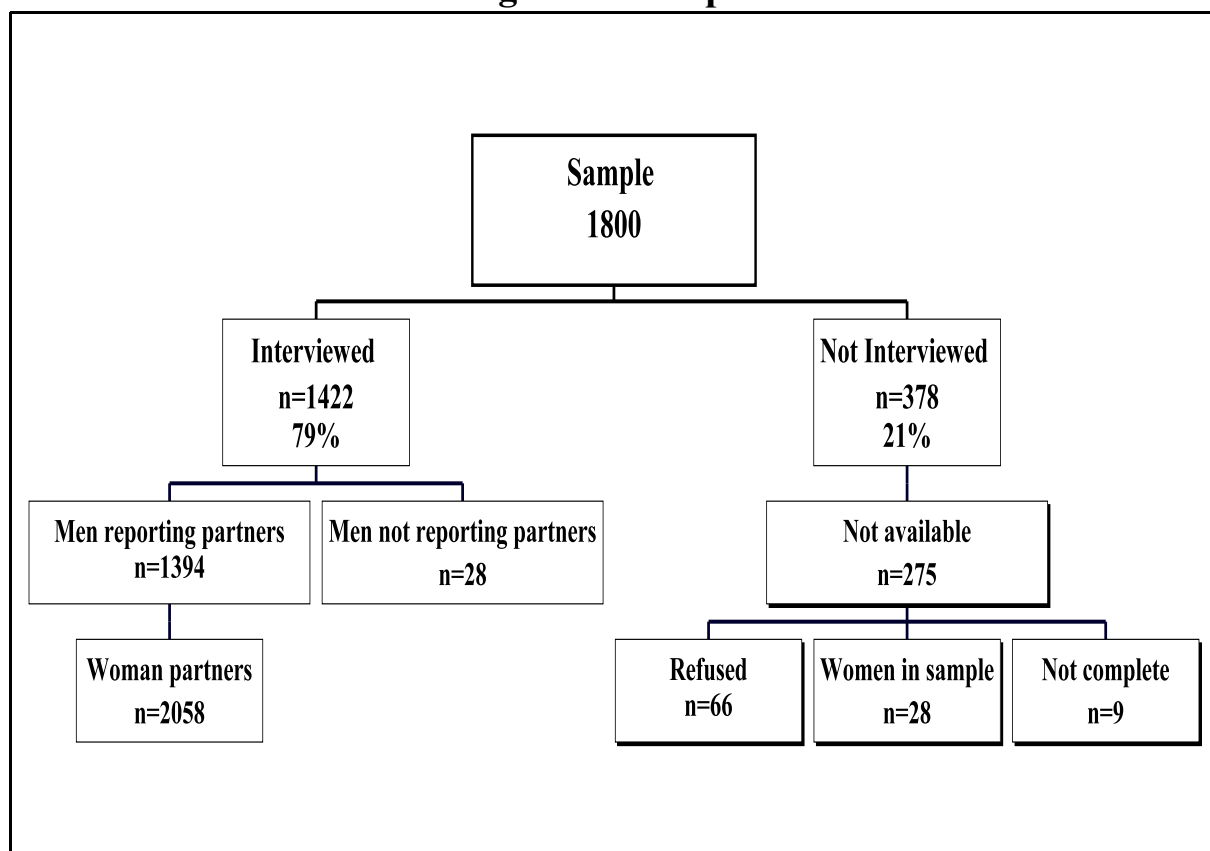 Sample
1800
Interviewed
n=1422
79%
Not Interviewed
n=378
21%
Men reporting partners
n=1394
Men not reporting partners
n=28
Not available
n=275
Woman partners
n=2058
Refused
n=66
Women in sample
n=28
Not complete
n=9